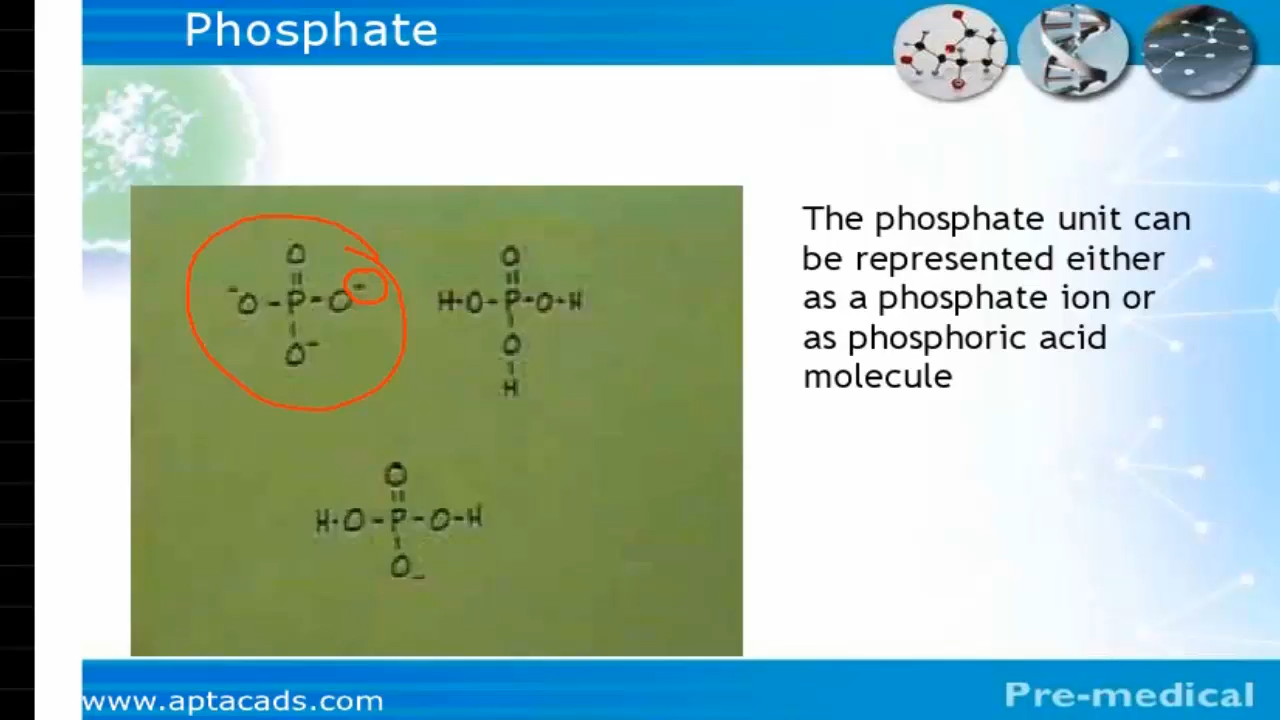 Phosphate
O
||
⁻O-P-O⁻
|
O⁻
O
||
H-O-P-O-H
|
O
|
H
O
||
H-O-P-O-H
|
O⁻
The phosphate unit can
be represented either
as a phosphate ion or
as phosphoric acid
molecule
www.aptacads.com
Pre-medical